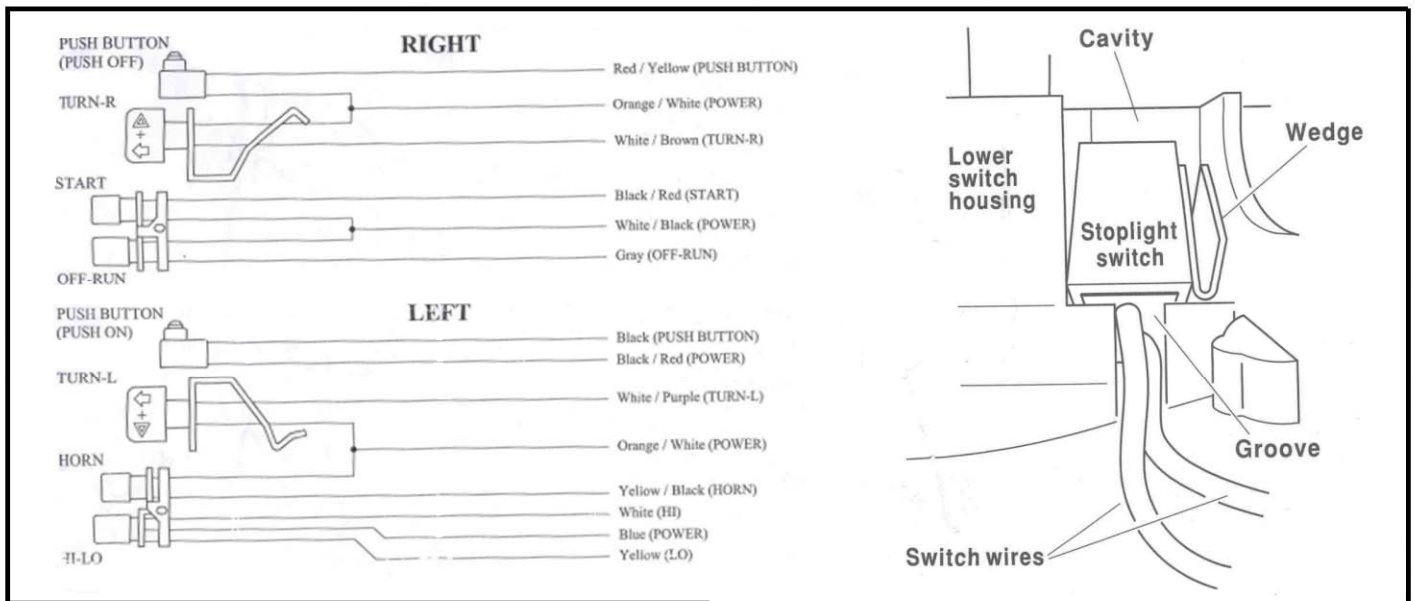 RIGHT
PUSH BUTTON
(PUSH OFF)
Red / Yellow (PUSH BUTTON)
TURN-R
Orange / White (POWER)
White / Brown (TURN-R)
START
Black / Red (START)
White / Black (POWER)
Gray (OFF-RUN)
OFF-RUN
LEFT
PUSH BUTTON
(PUSH ON)
Black (PUSH BUTTON)
Black / Red (POWER)
TURN-L
White / Purple (TURN-L)
Orange / White (POWER)
HORN
Yellow / Black (HORN)
White (HI)
Blue (POWER)
Yellow (LO)
HI-LO
Cavity
Wedge
Lower
switch
housing
Stoplight
switch
Groove
Switch wires